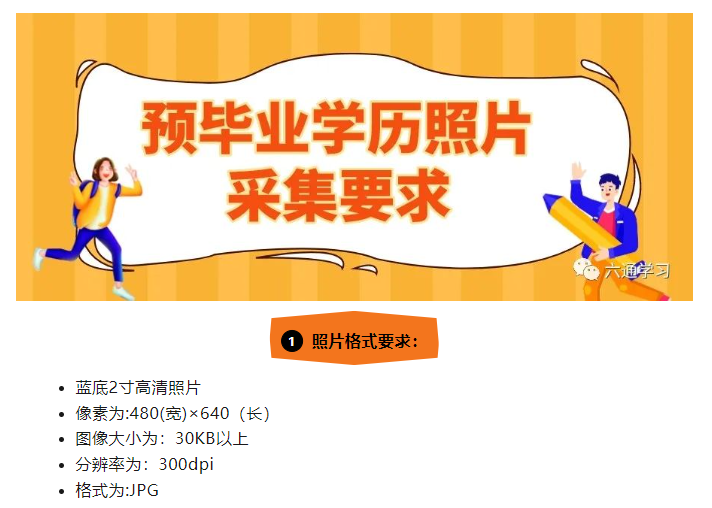 预毕业学历照片
采集要求
六通学习
1 照片格式要求：
蓝底2寸高清照片
像素为:480(宽)×640（长）
图像大小为：30KB以上
分辨率为：300dpi
格式为:JPG